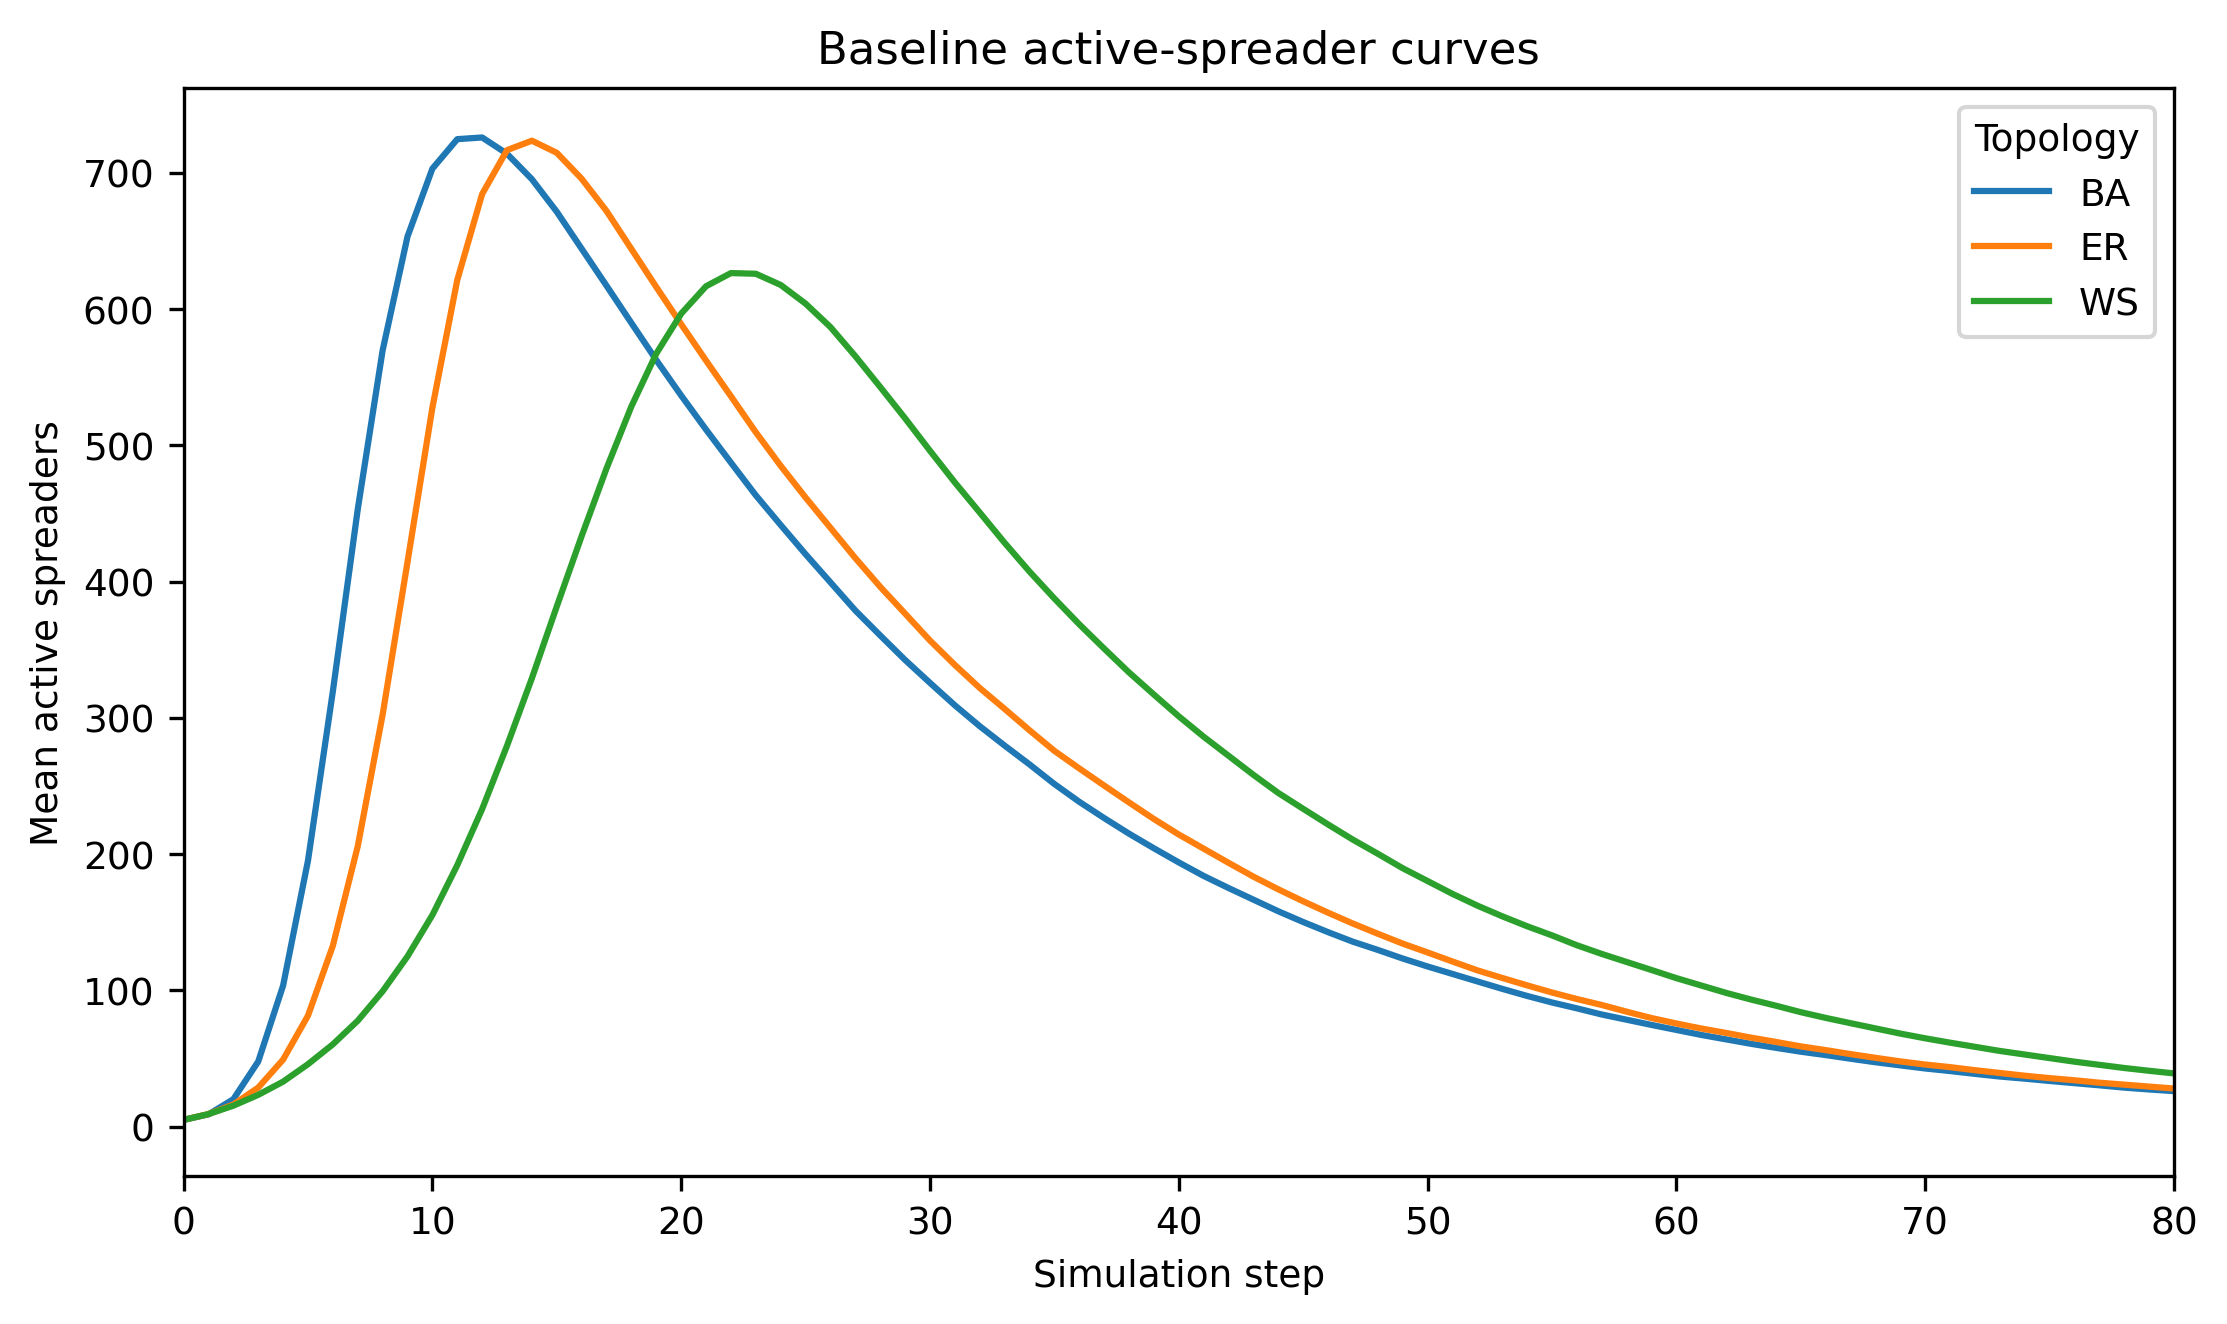 Baseline active-spreader curves
Topology
BA
ER
WS
Mean active spreaders
700
600
500
400
300
200
100
0
0 10 20 30 40 50 60 70 80
Simulation step